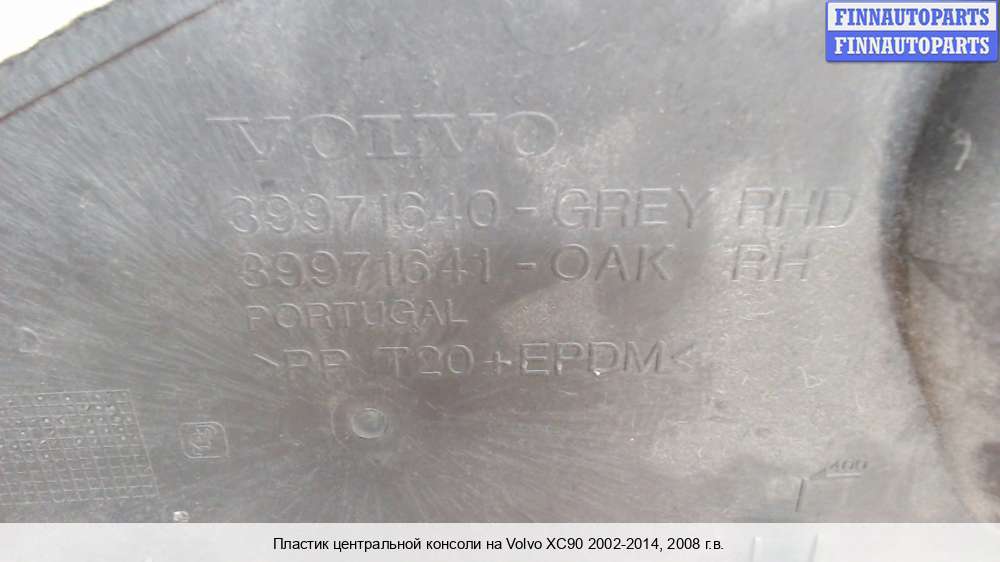 FINNAUTOPARTS
FINNAUTOPARTS
VOLVO
39971640-GREY RHD
39971641-OAK RH
PORTUGAL
>PP T20+EPDM<
Пластик центральной консоли на Volvo XC90 2002-2014, 2008 г.в.